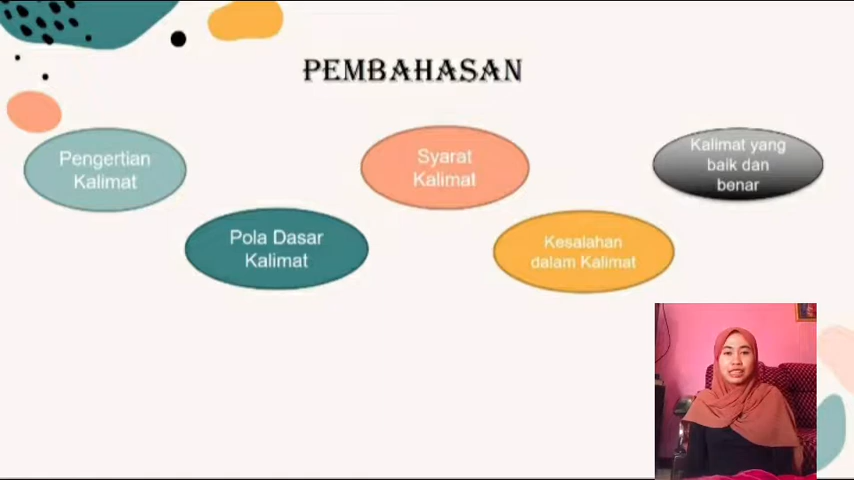 PEMBAHASAN
Pengertian
Kalimat
Pola Dasar
Kalimat
Syarat
Kalimat
Kesalahan
dalam Kalimat
Kalimat yang
baik dan
benar